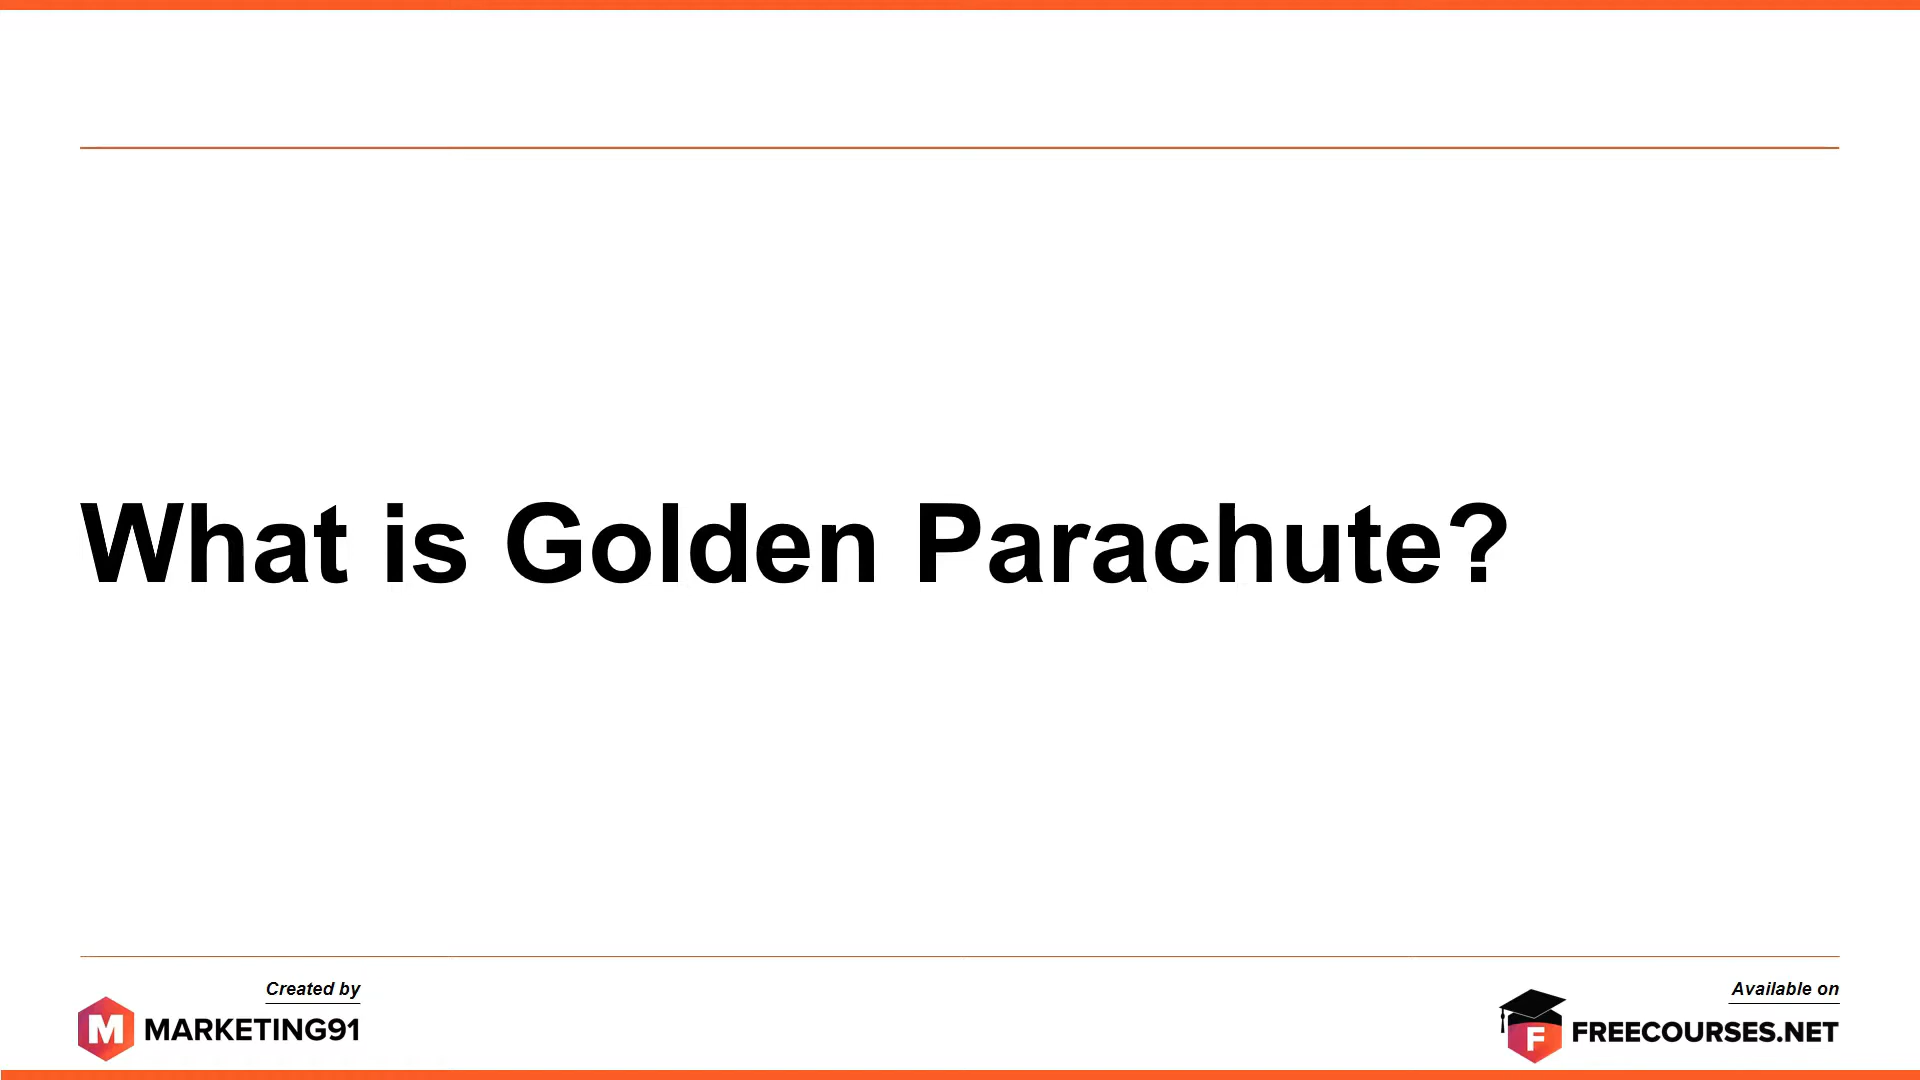 What is Golden Parachute?
Created by
M MARKETING91
Available on
F FREECOURSES.NET